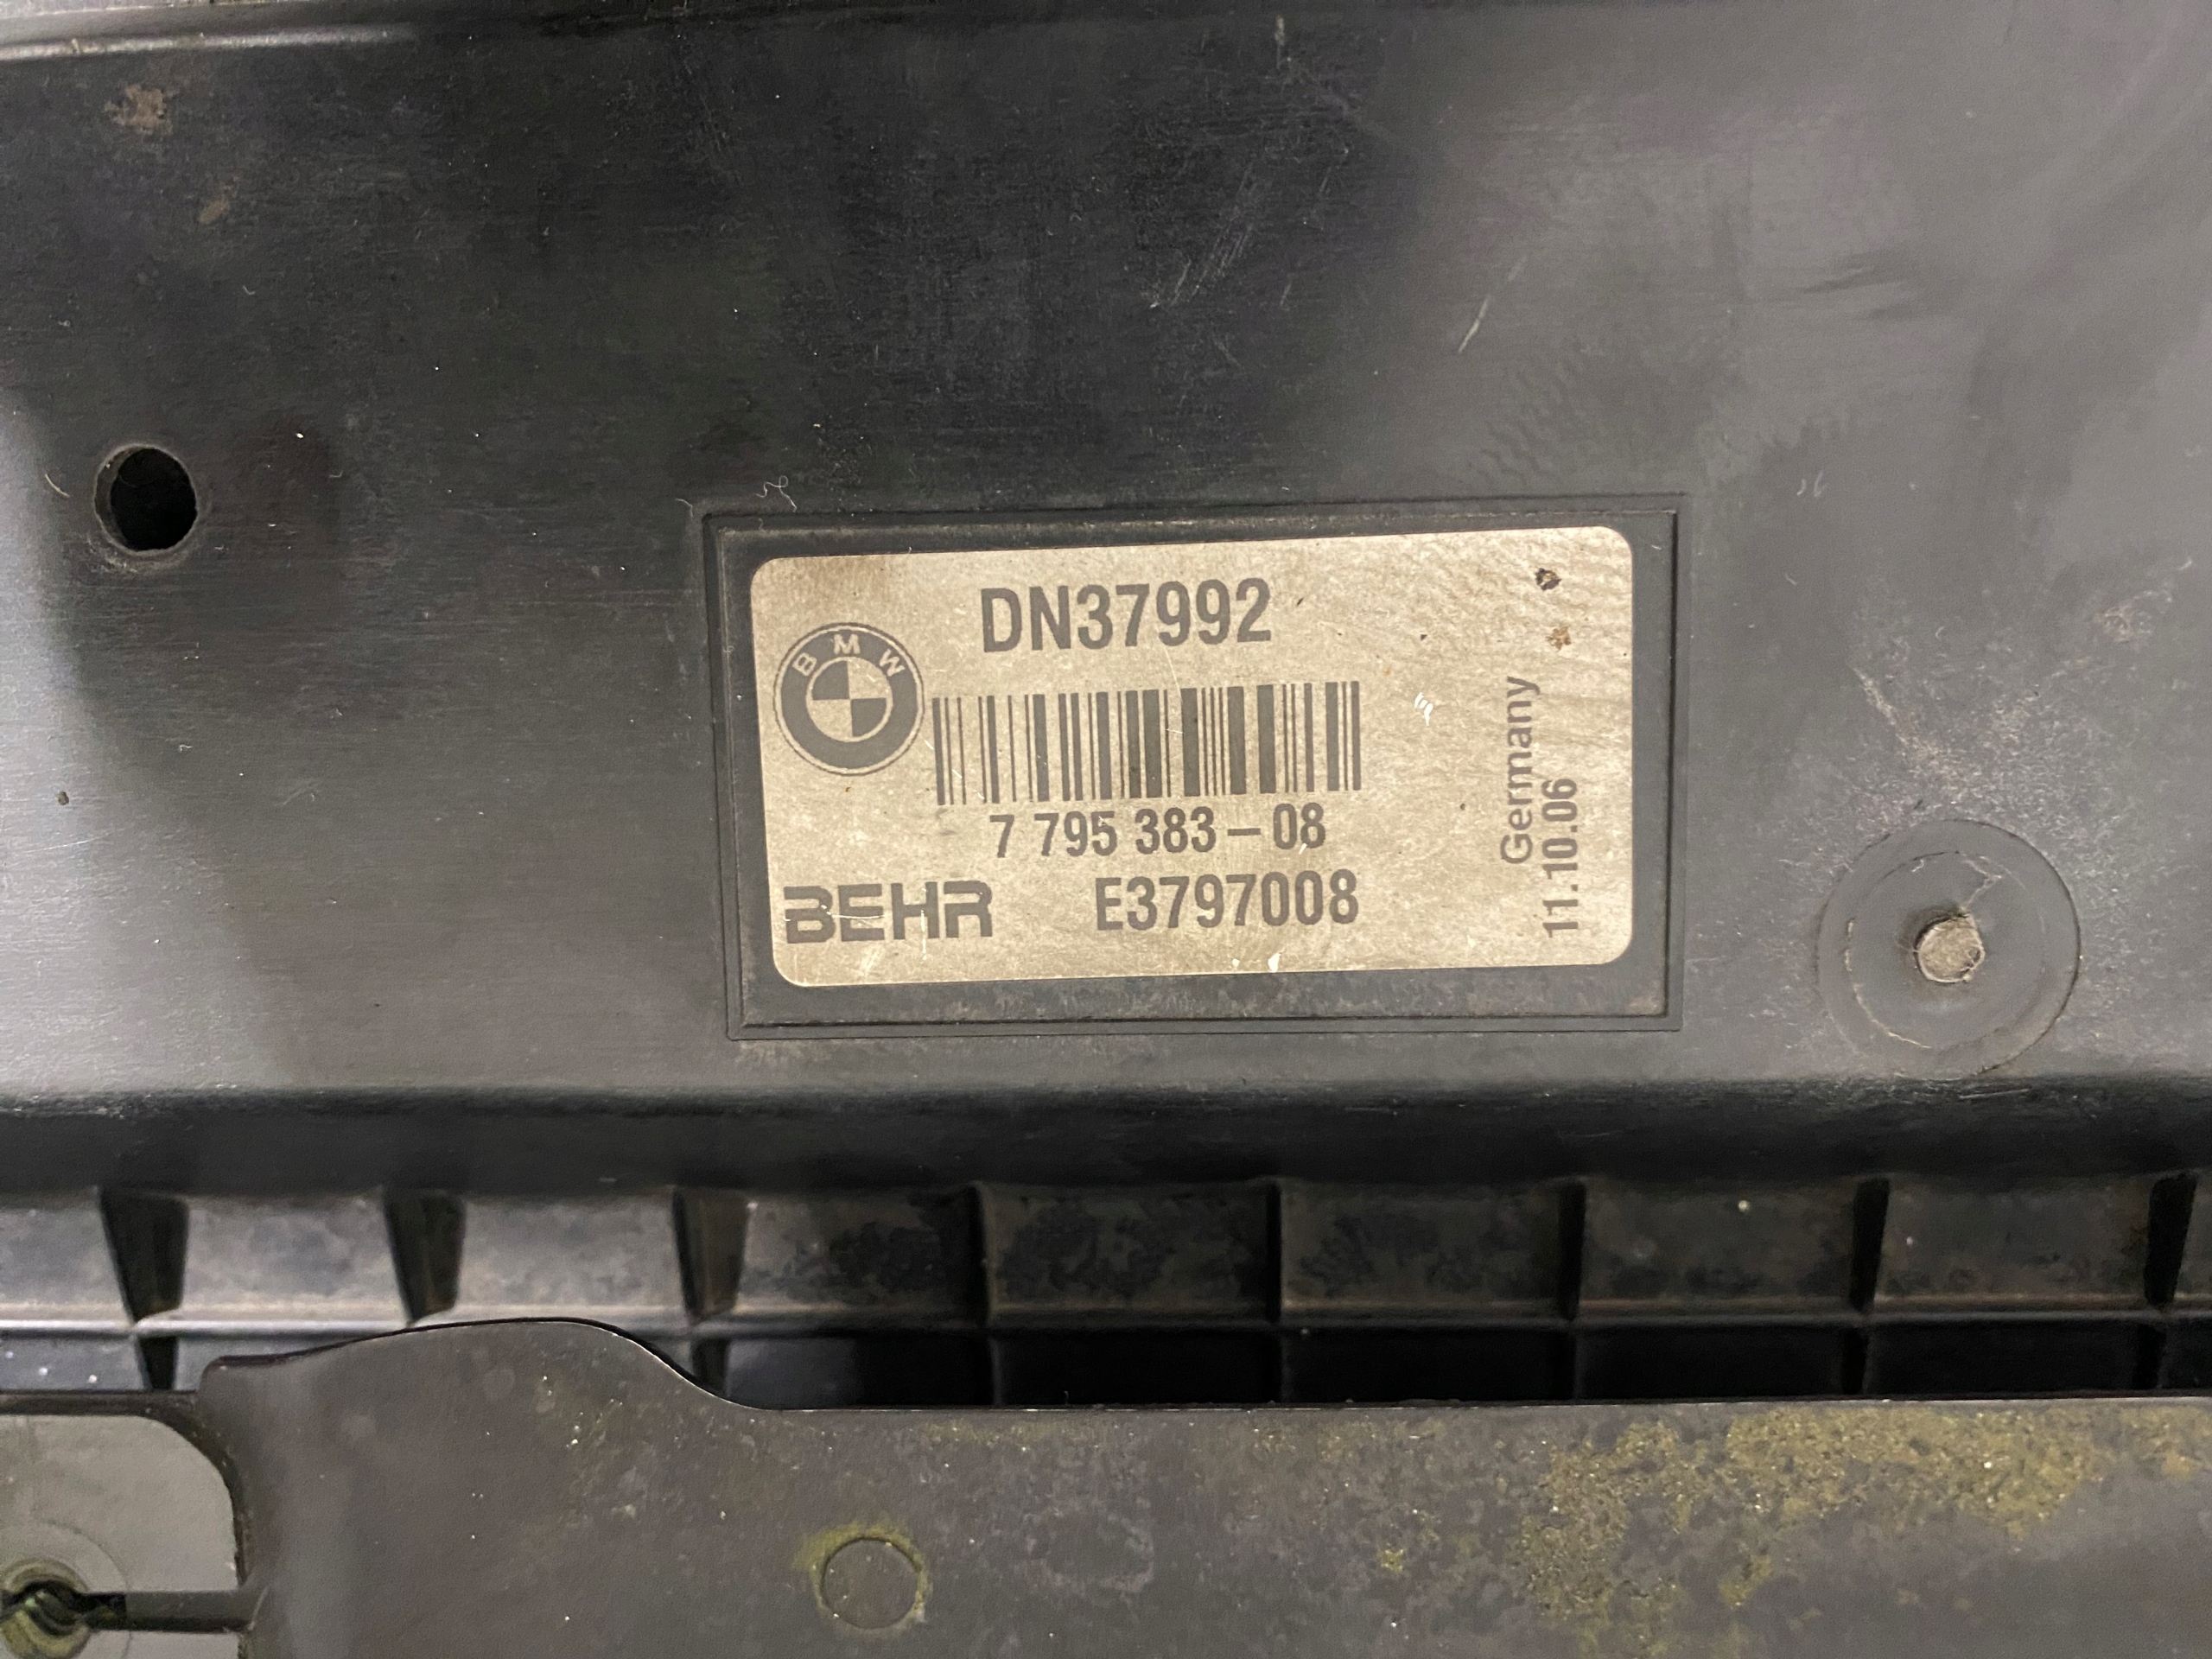 DN37992
BMW
7 795 383-08
BEHR E3797008
Germany
11.10.06